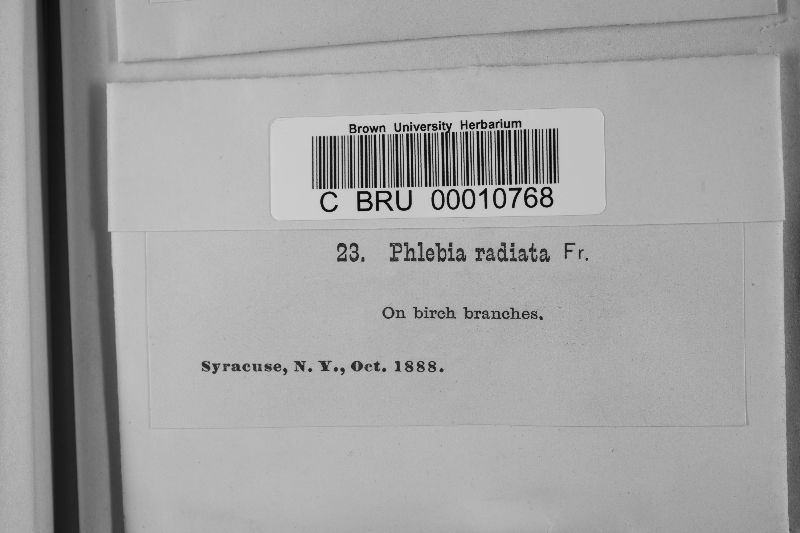 Brown University Herbarium
C BRU 00010768
23. Phlebia radiata Fr.
On birch branches.
Syracuse, N. Y., Oct. 1888.